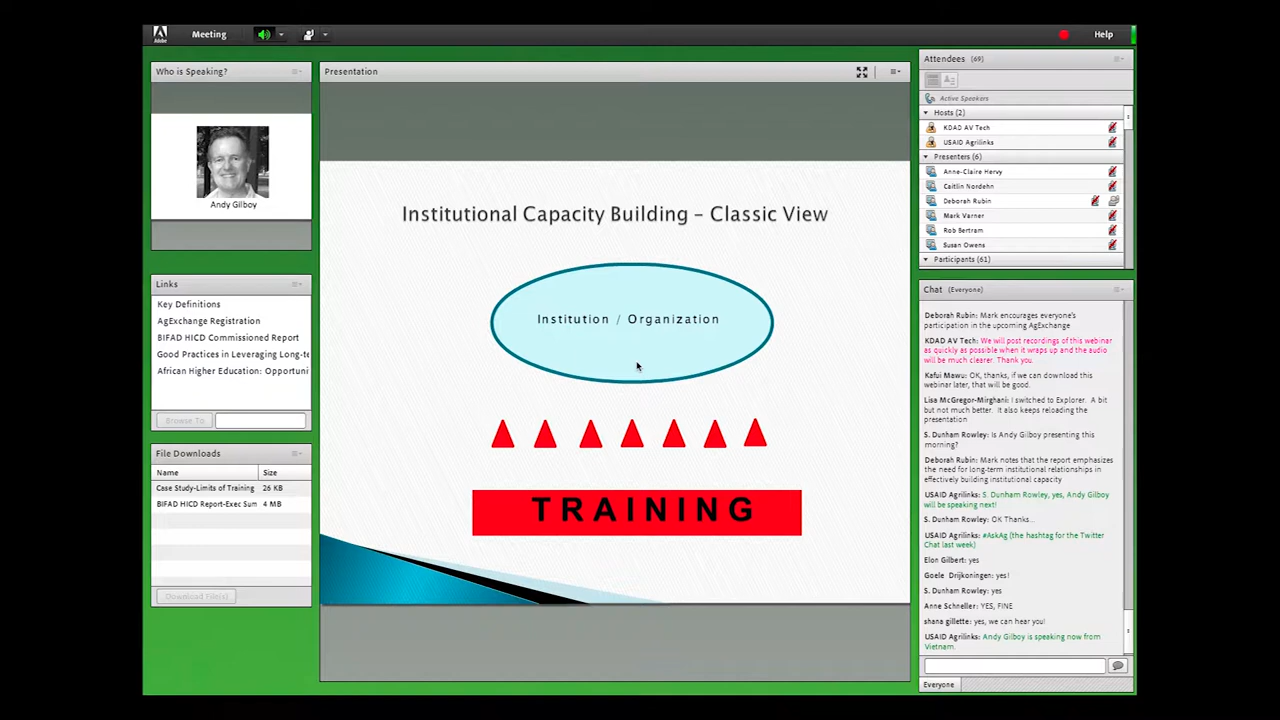 Adobe
Meeting
Help
Who is Speaking?
Andy Gilboy
Links
Key Definitions
AgExchange Registration
BIFAD HICD Commissioned Report
Good Practices in Leveraging Long-te
African Higher Education: Opportuni
Browse To
File Downloads
Name Size
Case Study-Limits of Training 26 KB
BIFAD HICD Report-Exec Sum 4 MB
Download File(s)
Presentation
Institutional Capacity Building – Classic View
Institution / Organization
TRAINING
Attendees (69)
Active Speakers
Hosts (2)
KDAD AV Tech
USAID Agrilinks
Presenters (6)
Anne-Claire Hervy
Caitlin Nordehn
Deborah Rubin
Mark Varner
Rob Bertram
Susan Owens
Participants (61)
Chat (Everyone)
Deborah Rubin: Mark encourages everyone's
participation in the upcoming AgExchange
KDAD AV Tech: We will post recordings of this webinar
as quickly as possible when it wraps up and the audio
will be much clearer. Thank you.
Kafui Mawu: OK, thanks, if we can download this
webinar later, that will be good.
Lisa McGregor-Mirghani: I switched to Explorer. A bit
but not much better. it also keeps reloading the
presentation
S. Dunham Rowley: Is Andy Gilboy presenting this
morning?
Deborah Rubin: Mark notes that the report emphasizes
the need for long-term institutional relationships in
effectively building institutional capacity
USAID Agrilinks: S. Dunham Rowley, yes, Andy Gilboy
will be speaking next!
S. Dunham Rowley: OK Thanks...
USAID Agrilinks: #AskAg (the hashtag for the Twitter
Chat last week)
Elon Gilbert: yes
Goele Drijkoningen: yes!
S. Dunham Rowley: yes
Anne Schneller: YES, FINE
shana gillette: yes, we can hear you!
USAID Agrilinks: Andy Gilboy is speaking now from
Vietnam.
Everyone